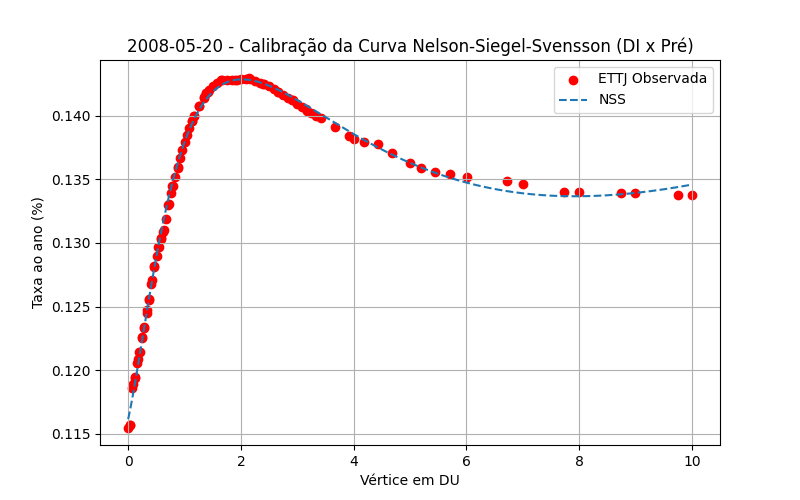 2008-05-20 - Calibração da Curva Nelson-Siegel-Svensson (DI x Pré)
ETTJ Observada
NSS
Taxa ao ano (%)
0.140
0.135
0.130
0.125
0.120
0.115
0 2 4 6 8 10
Vértice em DU